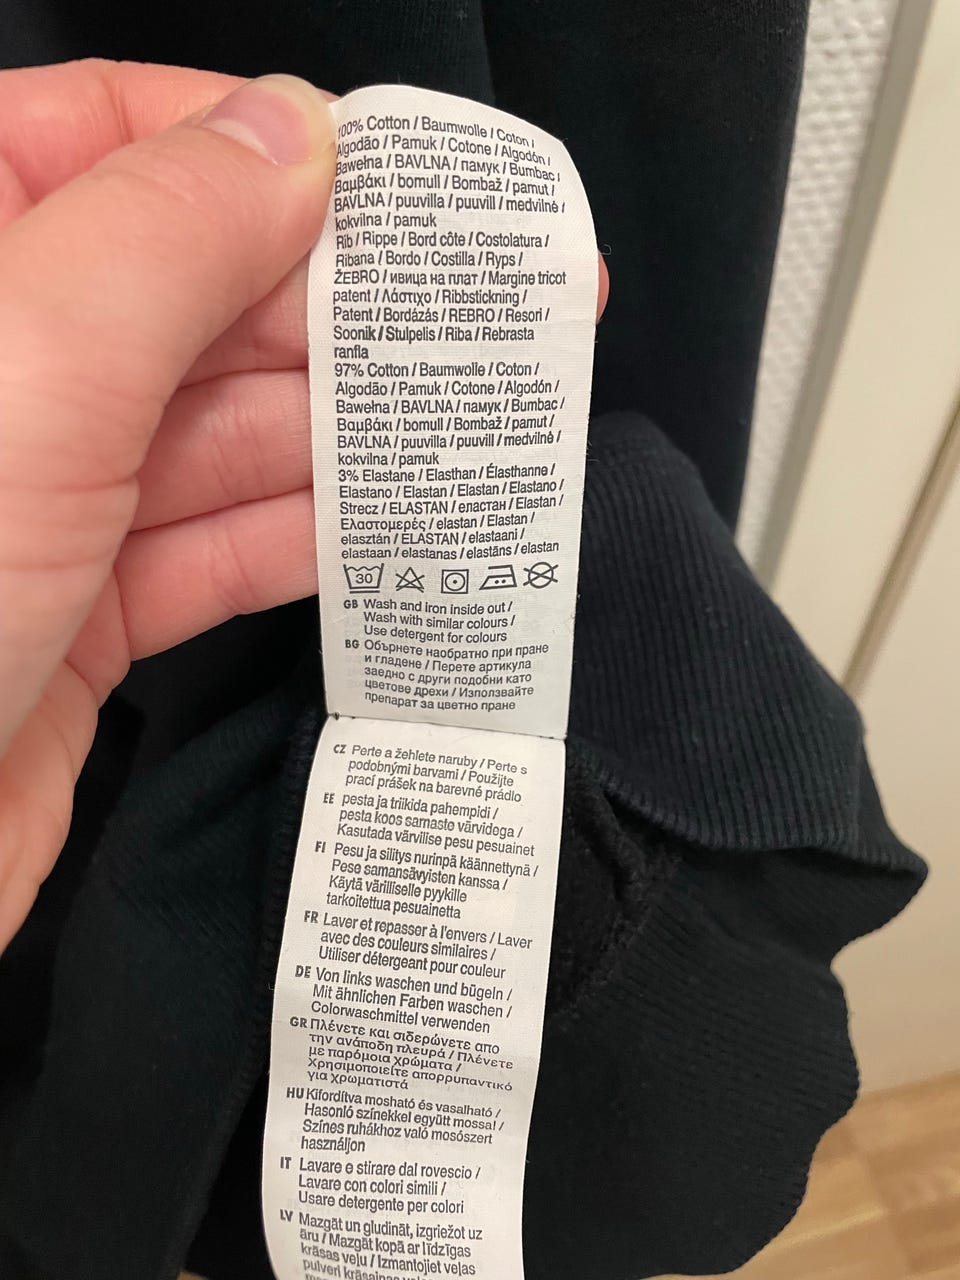 100% Cotton / Baumwolle / Coton /
Algodão / Pamuk / Cotone / Algodón /
Bawełna / BAVLNA / памук / Bumbac /
Βαμβάκι / bomull / Bombaž / pamut /
BAVLNA / puuvilla / puuvill / medvilnė /
kokvilna / pamuk
Rib / Rippe / Bord côte / Costolatura /
Ribana / Bordo / Costilla / Ryps /
ŽEBRO / ивица на плат / Margine tricot
patent / Λάστιχο / Ribbstickning /
Patent / Bordázás / REBRO / Resori /
Soonik / Stulpelis / Riba / Rebrasta
ranfla
97% Cotton / Baumwolle / Coton /
Algodão / Pamuk / Cotone / Algodón /
Bawełna / BAVLNA / памук / Bumbac /
Βαμβάκι / bomull / Bombaž / pamut /
BAVLNA / puuvilla / puuvill / medvilnė /
kokvilna / pamuk
3% Elastane / Elasthan / Élasthanne /
Elastano / Elastan / Elastan / Elastano /
Strecz / ELASTAN / еластан / Elastan /
Ελαστομερές / elastan / Elastan /
elasztán / ELASTAN / elastaani /
elastaan / elastanas / elastāns / elastan
30
GB Wash and iron inside out /
Wash with similar colours /
Use detergent for colours
BG Обърнете наобратно при пране
и гладене / Перете артикула
заедно с други подобни като
цветове дрехи / Използвайте
препарат за цветно пране
CZ Perte a žehlete naruby / Perte s
podobnými barvami / Použijte
prací prášek na barevné prádlo
EE pesta ja triikida pahempidi /
pesta koos sarnaste värvidega /
Kasutada värvilise pesu pesuainet
FI Pesu ja silitys nurinpä käännettynä /
Pese samansävyisten kanssa /
Käytä värilliselle pyykille
tarkoitettua pesuainetta
FR Laver et repasser à l'envers / Laver
avec des couleurs similaires /
Utiliser détergeant pour couleur
DE Von links waschen und bügeln /
Mit ähnlichen Farben waschen /
Colorwaschmittel verwenden
GR Πλένετε και σιδερώνετε απο
την ανάποδη πλευρά / Πλένετε
με παρόμοια χρώματα /
Χρησιμοποιείτε απορρυπαντικό
για χρωματιστά
HU Kifordítva mosható és vasalható /
Hasonló színekkel együtt mossa! /
Színes ruhákhoz való mosószert
használjon
IT Lavare e stirare dal rovescio /
Lavare con colori simili /
Usare detergente per colori
LV Mazgāt un gludināt, izgriežot uz
āru / Mazgāt kopā ar līdzīgas
krāsas veļu / Izmantojiet veļas
pulveri krāsainas